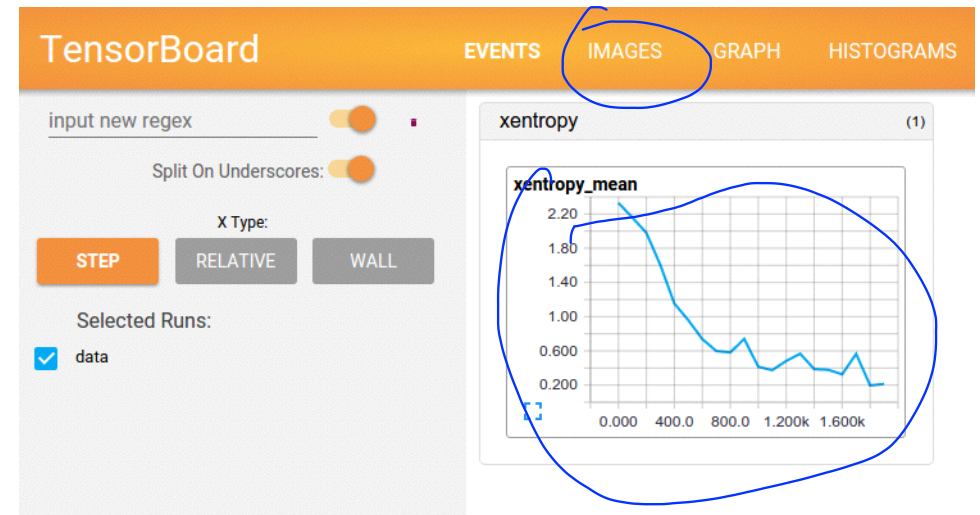 TensorBoard EVENTS IMAGES GRAPH HISTOGRAMS
input new regex
Split On Underscores:
X Type:
STEP RELATIVE WALL
Selected Runs:
data
xentropy (1)
xentropy_mean
2.20
1.80
1.40
1.00
0.600
0.200
0.000 400.0 800.0 1.200k 1.600k